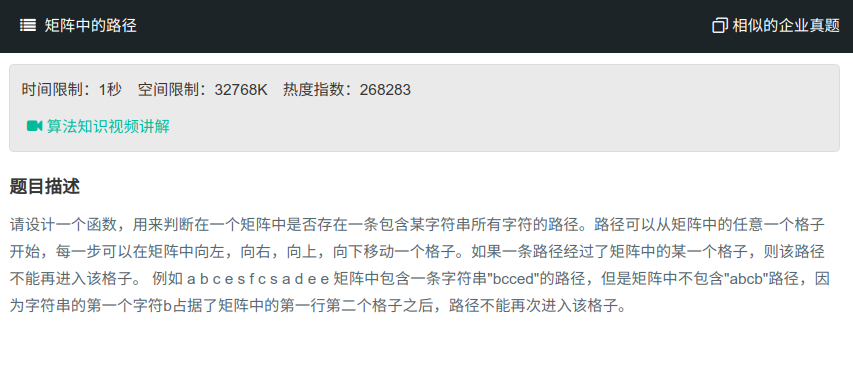 矩阵中的路径 相似的企业真题
时间限制：1秒 空间限制：32768K 热度指数：268283
算法知识视频讲解
题目描述
请设计一个函数，用来判断在一个矩阵中是否存在一条包含某字符串所有字符的路径。路径可以从矩阵中的任意一个格子
开始，每一步可以在矩阵中向左，向右，向上，向下移动一个格子。如果一条路径经过了矩阵中的某一个格子，则该路径
不能再进入该格子。 例如 a b c e s f c s a d e e 矩阵中包含一条字符串"bcced"的路径，但是矩阵中不包含"abcb"路径，因
为字符串的第一个字符b占据了矩阵中的第一行第二个格子之后，路径不能再次进入该格子。